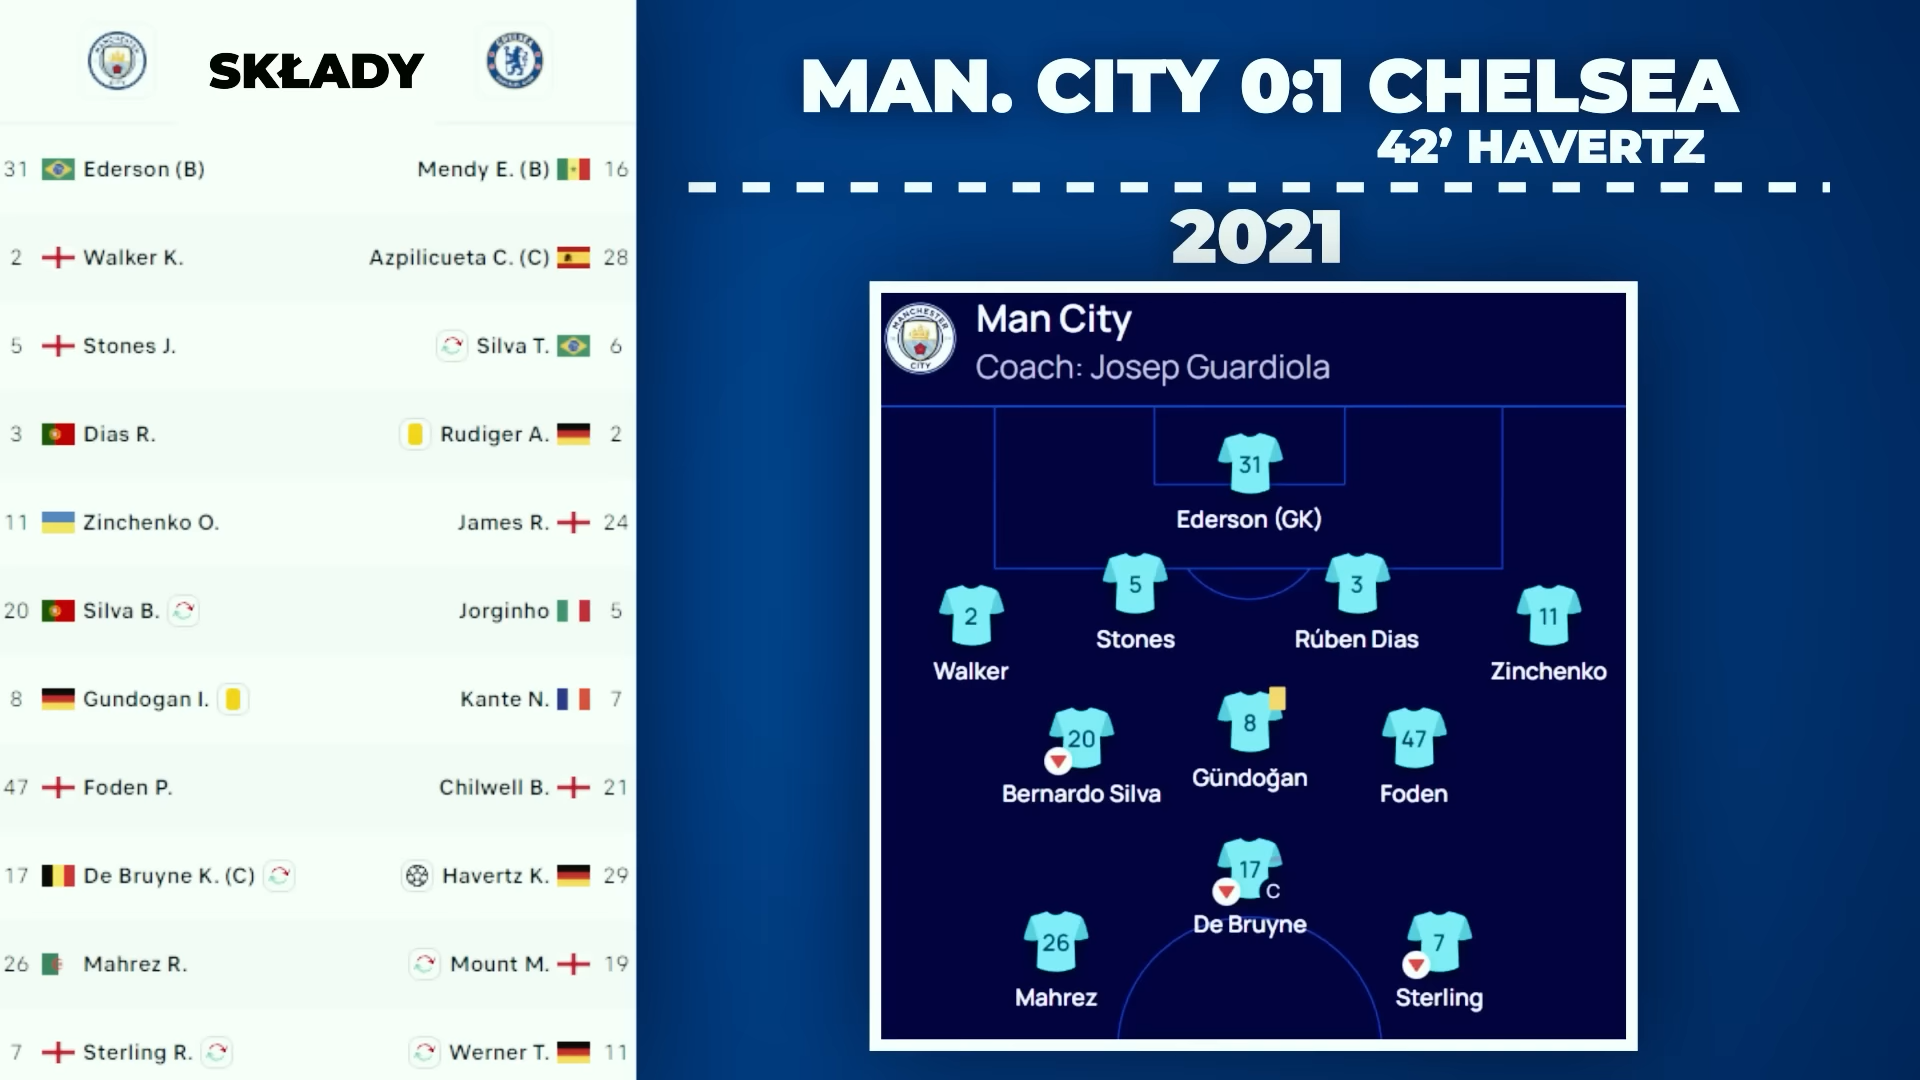 SKŁADY
31 Ederson (B) Mendy E. (B) 16
2 Walker K. Azpilicueta C. (C) 28
5 Stones J. Silva T. 6
3 Dias R. Rudiger A. 2
11 Zinchenko O. James R. 24
20 Silva B. Jorginho 5
8 Gundogan I. Kante N. 7
47 Foden P. Chilwell B. 21
17 De Bruyne K. (C) Havertz K. 29
26 Mahrez R. Mount M. 19
7 Sterling R. Werner T. 11
MAN. CITY 0:1 CHELSEA
42’ HAVERTZ
2021
MANCHESTER
CITY
Man City
Coach: Josep Guardiola
31
Ederson (GK)
5 3
Stones Rúben Dias
2 11
Walker Zinchenko
8
Gündoğan
20 47
Bernardo Silva Foden
17
C
De Bruyne
26 7
Mahrez Sterling